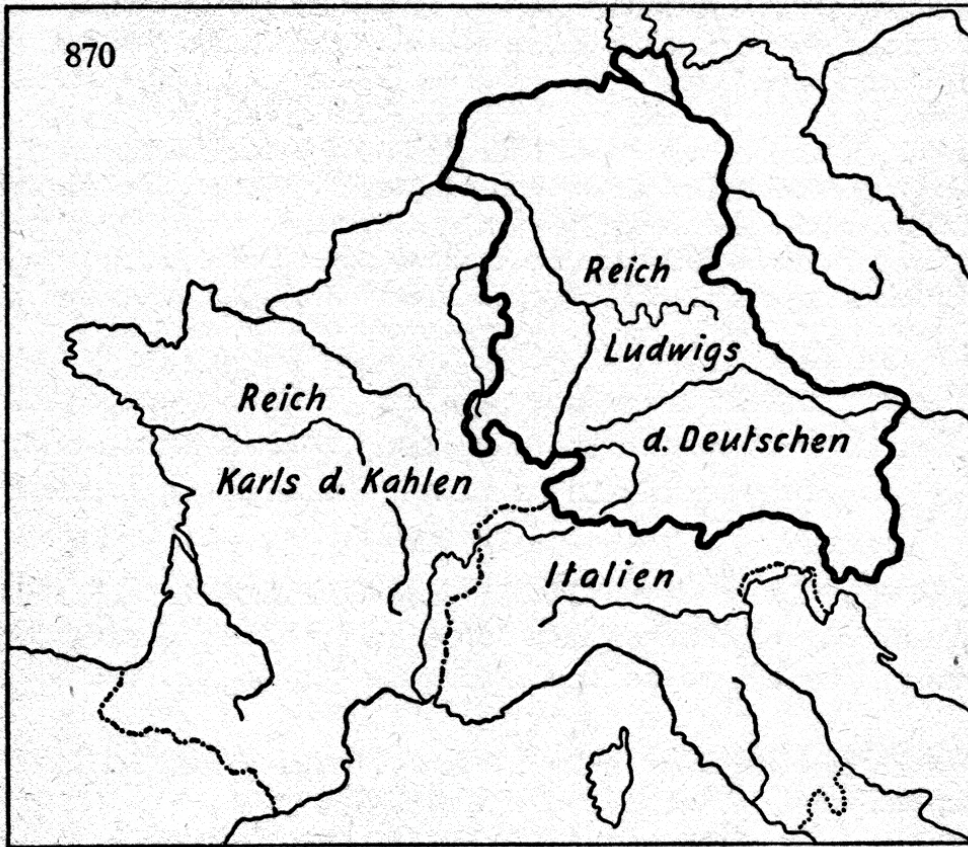 870
Reich
Ludwigs
d. Deutschen
Reich
Karls d. Kahlen
Italien